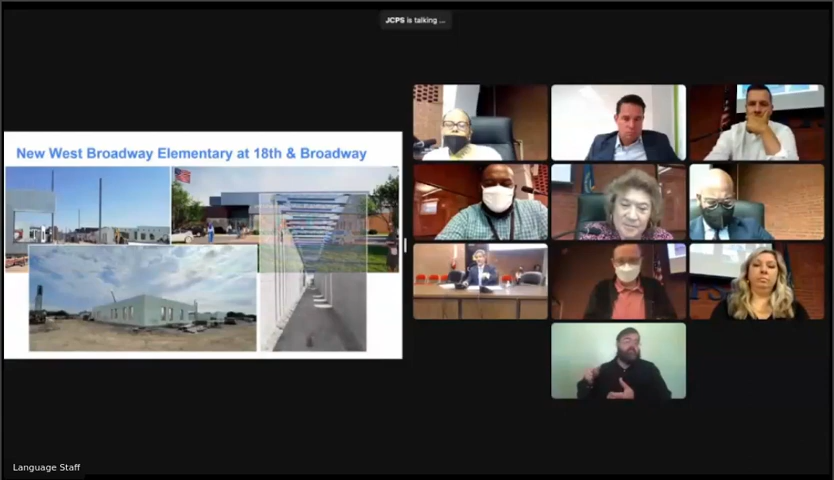 JCPS is talking ...
New West Broadway Elementary at 18th & Broadway
Language Staff